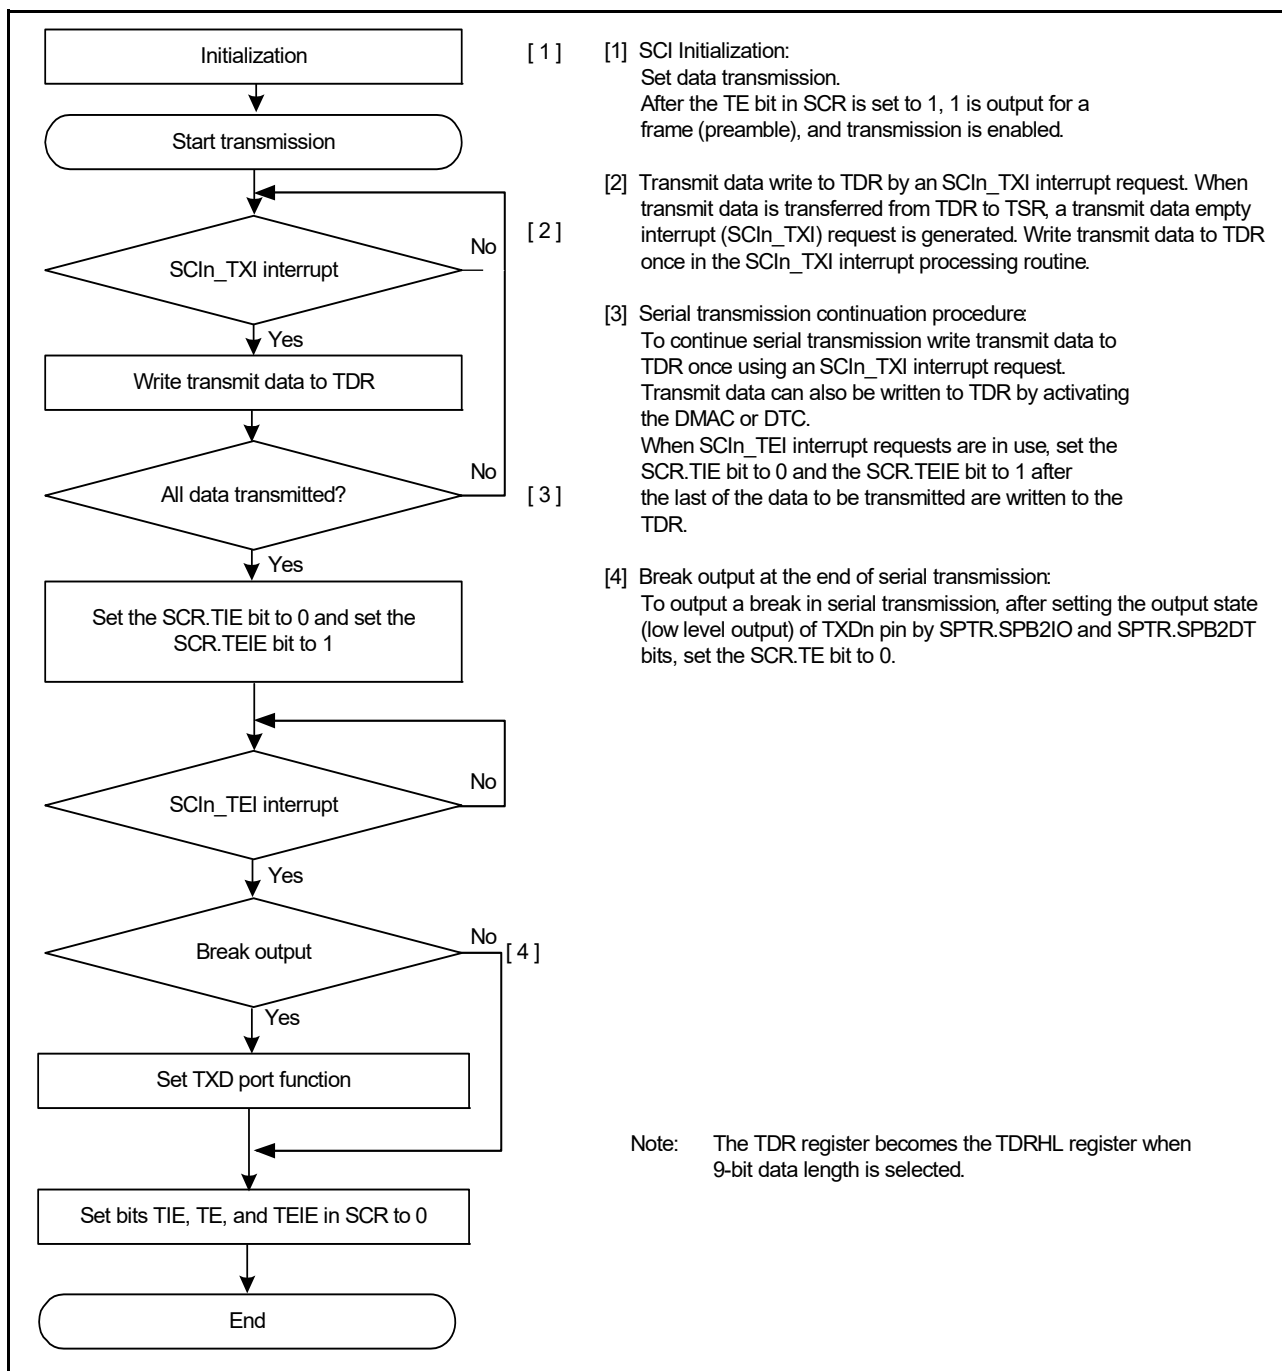 Initialization
[ 1 ]
Start transmission
No
[ 2 ]
SCIn_TXI interrupt
Yes
Write transmit data to TDR
No
All data transmitted?
[ 3 ]
Yes
Set the SCR.TIE bit to 0 and set the
SCR.TEIE bit to 1
No
SCIn_TEI interrupt
Yes
No
Break output
[ 4 ]
Yes
Set TXD port function
Set bits TIE, TE, and TEIE in SCR to 0
End
[1] SCI Initialization:
Set data transmission.
After the TE bit in SCR is set to 1, 1 is output for a
frame (preamble), and transmission is enabled.
[2] Transmit data write to TDR by an SCIn_TXI interrupt request. When
transmit data is transferred from TDR to TSR, a transmit data empty
interrupt (SCIn_TXI) request is generated. Write transmit data to TDR
once in the SCIn_TXI interrupt processing routine.
[3] Serial transmission continuation procedure:
To continue serial transmission write transmit data to
TDR once using an SCIn_TXI interrupt request.
Transmit data can also be written to TDR by activating
the DMAC or DTC.
When SCIn_TEI interrupt requests are in use, set the
SCR.TIE bit to 0 and the SCR.TEIE bit to 1 after
the last of the data to be transmitted are written to the
TDR.
[4] Break output at the end of serial transmission:
To output a break in serial transmission, after setting the output state
(low level output) of TXDn pin by SPTR.SPB2IO and SPTR.SPB2DT
bits, set the SCR.TE bit to 0.
Note: The TDR register becomes the TDRHL register when
9-bit data length is selected.